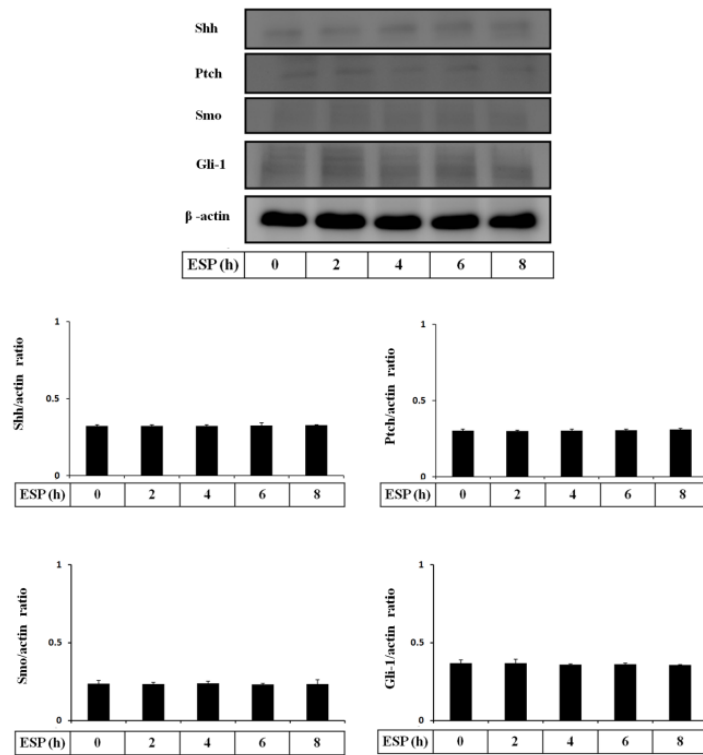 Shh
Ptch
Smo
Gli-1
β -actin
ESP (h) 0 2 4 6 8
1
0.5
0
Shh/actin ratio
ESP (h) 0 2 4 6 8
1
0.5
0
Ptch/actin ratio
ESP (h) 0 2 4 6 8
1
0.5
0
Smo/actin ratio
ESP (h) 0 2 4 6 8
1
0.5
0
Gli-1/actin ratio
ESP (h) 0 2 4 6 8